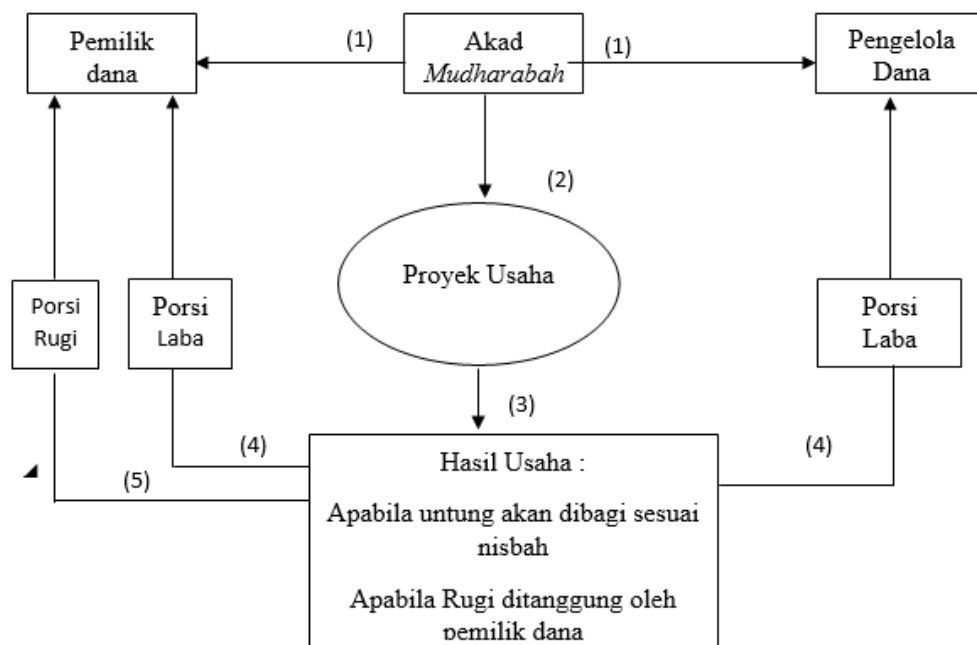 Pemilik
dana
(1)
Akad
Mudharabah
(1)
Pengelola
Dana
(2)
Proyek Usaha
Porsi
Rugi
Porsi
Laba
Porsi
Laba
(3)
(4)
(4)
(5)
Hasil Usaha :
Apabila untung akan dibagi sesuai
nisbah
Apabila Rugi ditanggung oleh
pemilik dana